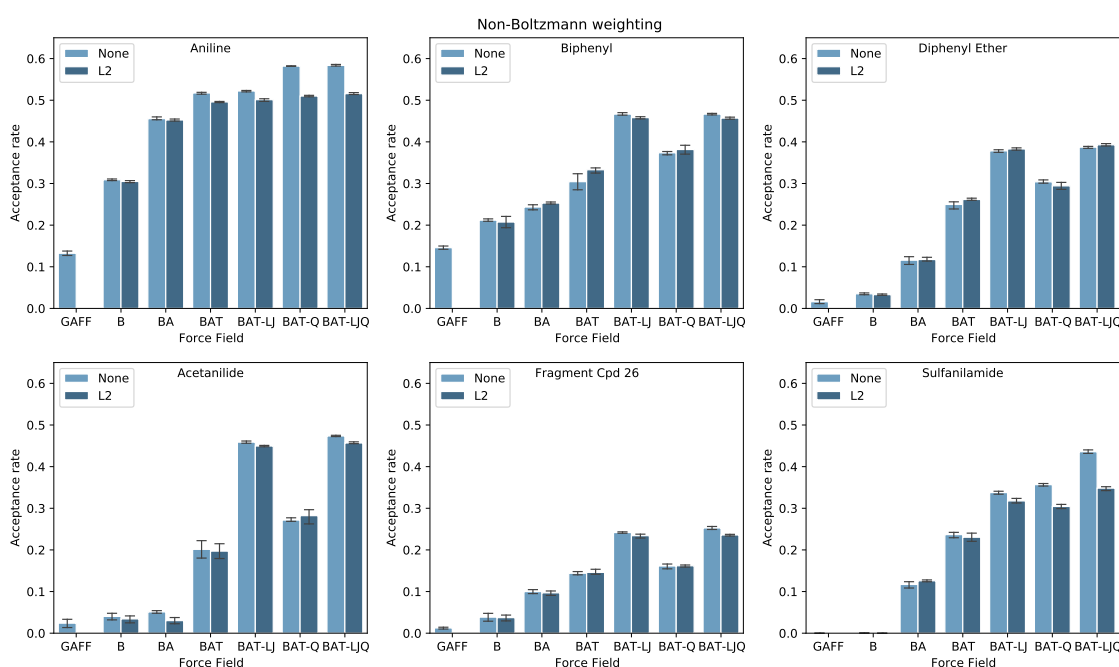 Non-Boltzmann weighting
Aniline
None
L2
Acceptance rate
0.6
0.5
0.4
0.3
0.2
0.1
0.0
GAFF B BA BAT BAT-LJ BAT-Q BAT-LJQ
Force Field
Biphenyl
None
L2
Acceptance rate
0.6
0.5
0.4
0.3
0.2
0.1
0.0
GAFF B BA BAT BAT-LJ BAT-Q BAT-LJQ
Force Field
Diphenyl Ether
None
L2
Acceptance rate
0.6
0.5
0.4
0.3
0.2
0.1
0.0
GAFF B BA BAT BAT-LJ BAT-Q BAT-LJQ
Force Field
Acetanilide
None
L2
Acceptance rate
0.6
0.5
0.4
0.3
0.2
0.1
0.0
GAFF B BA BAT BAT-LJ BAT-Q BAT-LJQ
Force Field
Fragment Cpd 26
None
L2
Acceptance rate
0.6
0.5
0.4
0.3
0.2
0.1
0.0
GAFF B BA BAT BAT-LJ BAT-Q BAT-LJQ
Force Field
Sulfanilamide
None
L2
Acceptance rate
0.6
0.5
0.4
0.3
0.2
0.1
0.0
GAFF B BA BAT BAT-LJ BAT-Q BAT-LJQ
Force Field